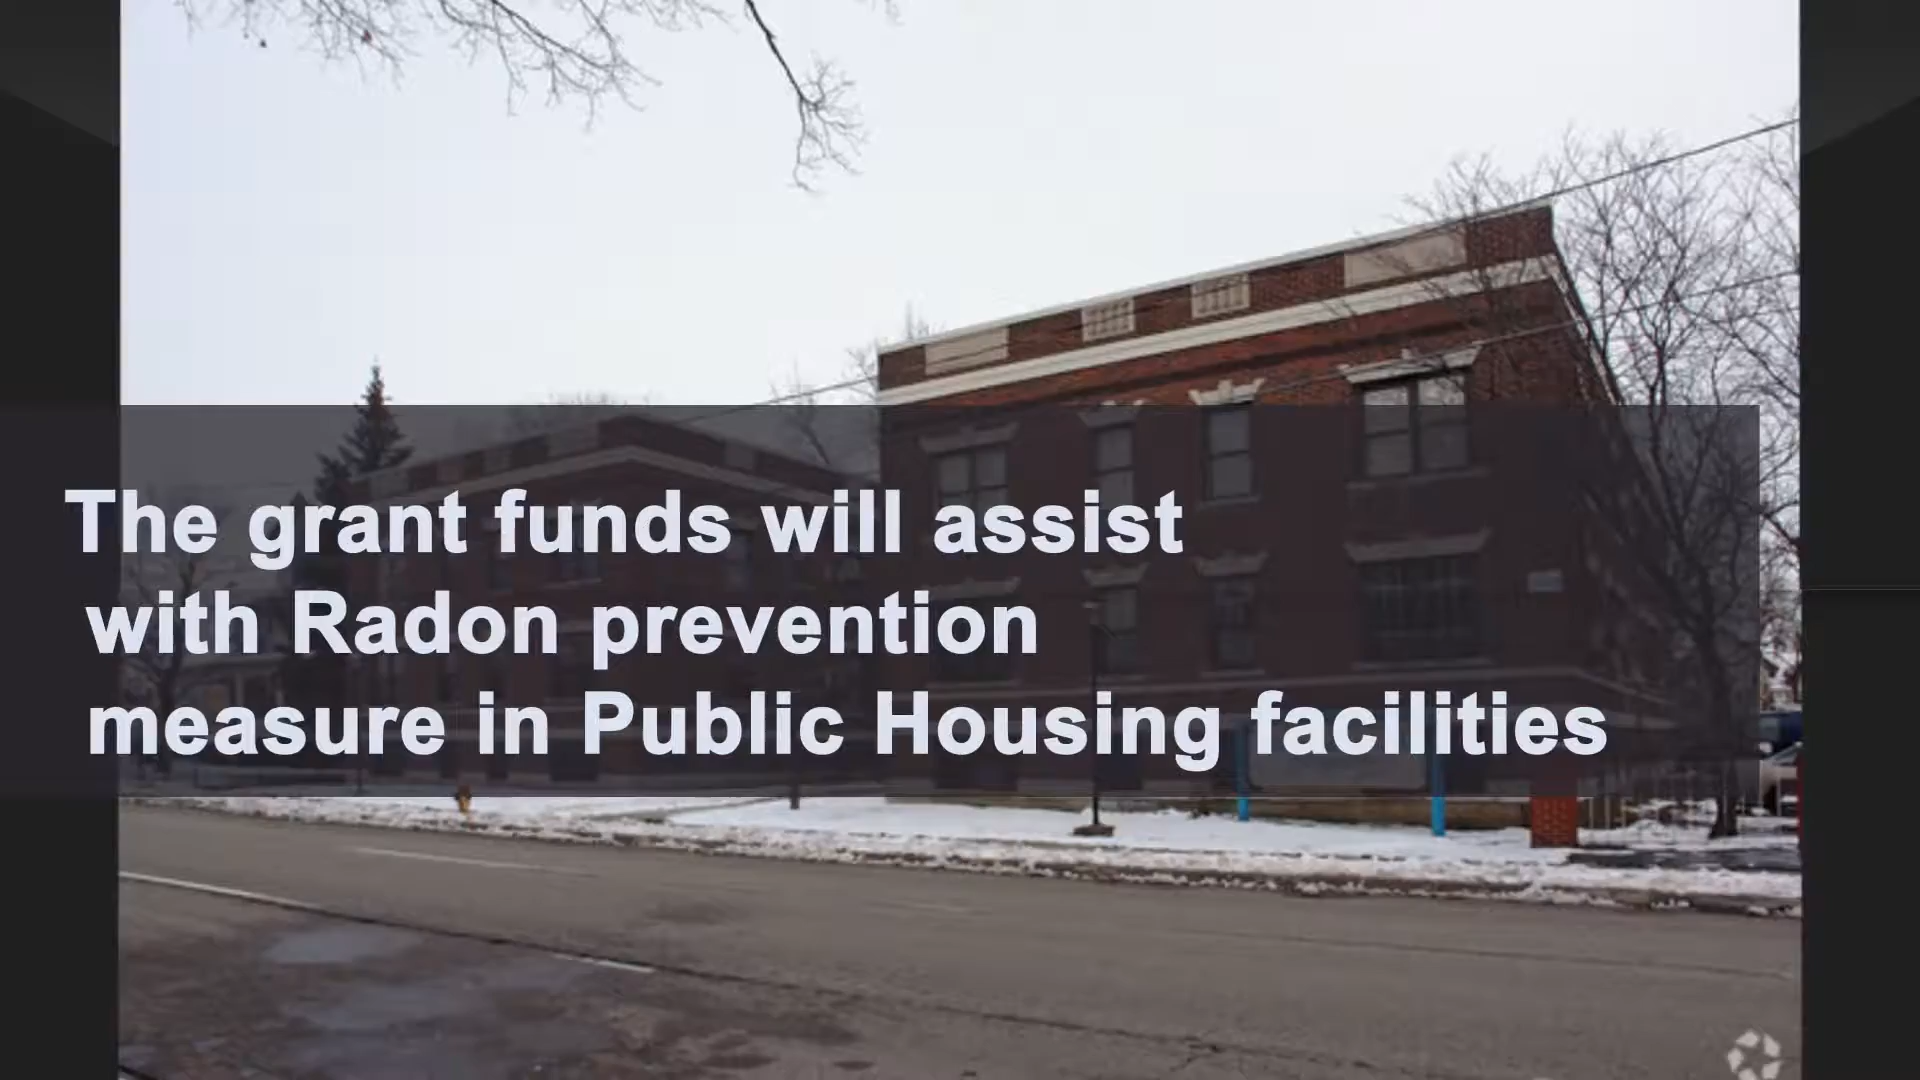 The grant funds will assist
with Radon prevention
measure in Public Housing facilities